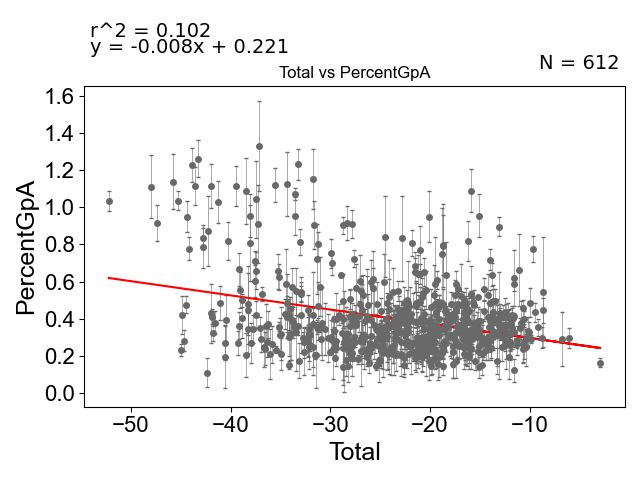 r^2 = 0.102
y = -0.008x + 0.221
N = 612
Total vs PercentGpA
PercentGpA
1.6
1.4
1.2
1.0
0.8
0.6
0.4
0.2
0.0
−50
−40
−30
−20
−10
Total